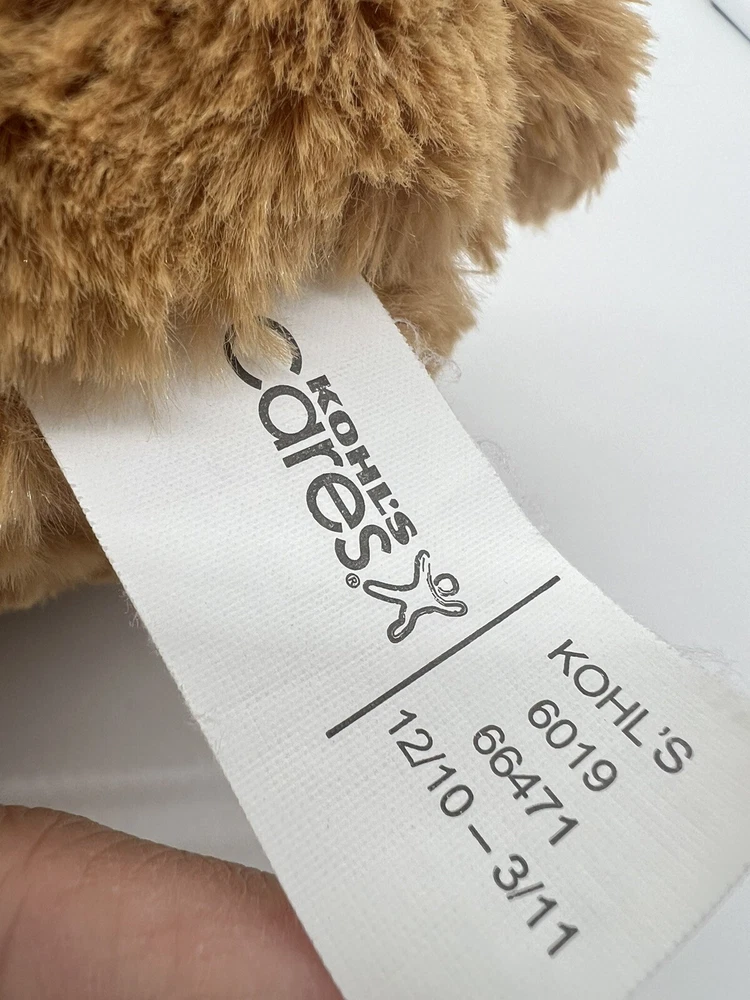 KOHL'S
Cares®
KOHL'S
6019
66471
12/10 – 3/11